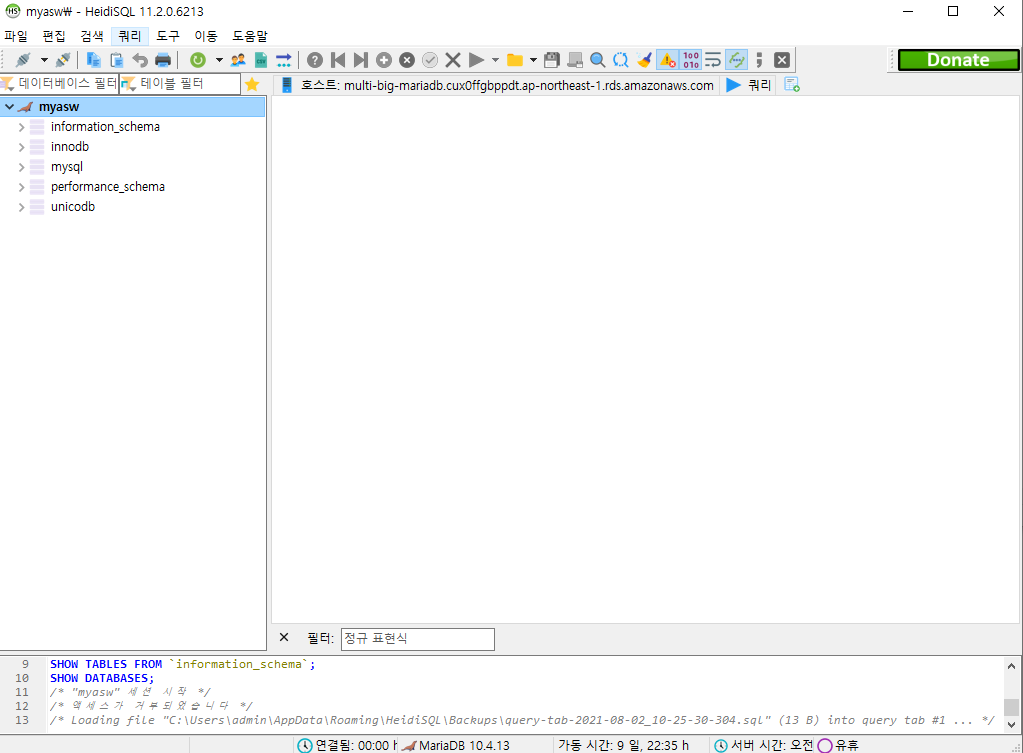 myasw₩ - HeidiSQL 11.2.0.6213
파일 편집 검색 쿼리 도구 이동 도움말
Donate
데이터베이스 필터 테이블 필터
호스트: multi-big-mariadb.cux0ffgbppdt.ap-northeast-1.rds.amazonaws.com 쿼리
myasw
information_schema
innodb
mysql
performance_schema
unicodb
필터: 정규 표현식
9 SHOW TABLES FROM `information_schema`;
10 SHOW DATABASES;
11 /* "myasw" 세션 시작 */
12 /* 액세스가 거부되었습니다 */
13 /* Loading file "C:\Users\admin\AppData\Roaming\HeidiSQL\Backups\query-tab-2021-08-02_10-25-30-304.sql" (13 B) into query tab #1 ... */
연결됨: 00:00 h MariaDB 10.4.13 가동 시간: 9 일, 22:35 h 서버 시간: 오전 유휴